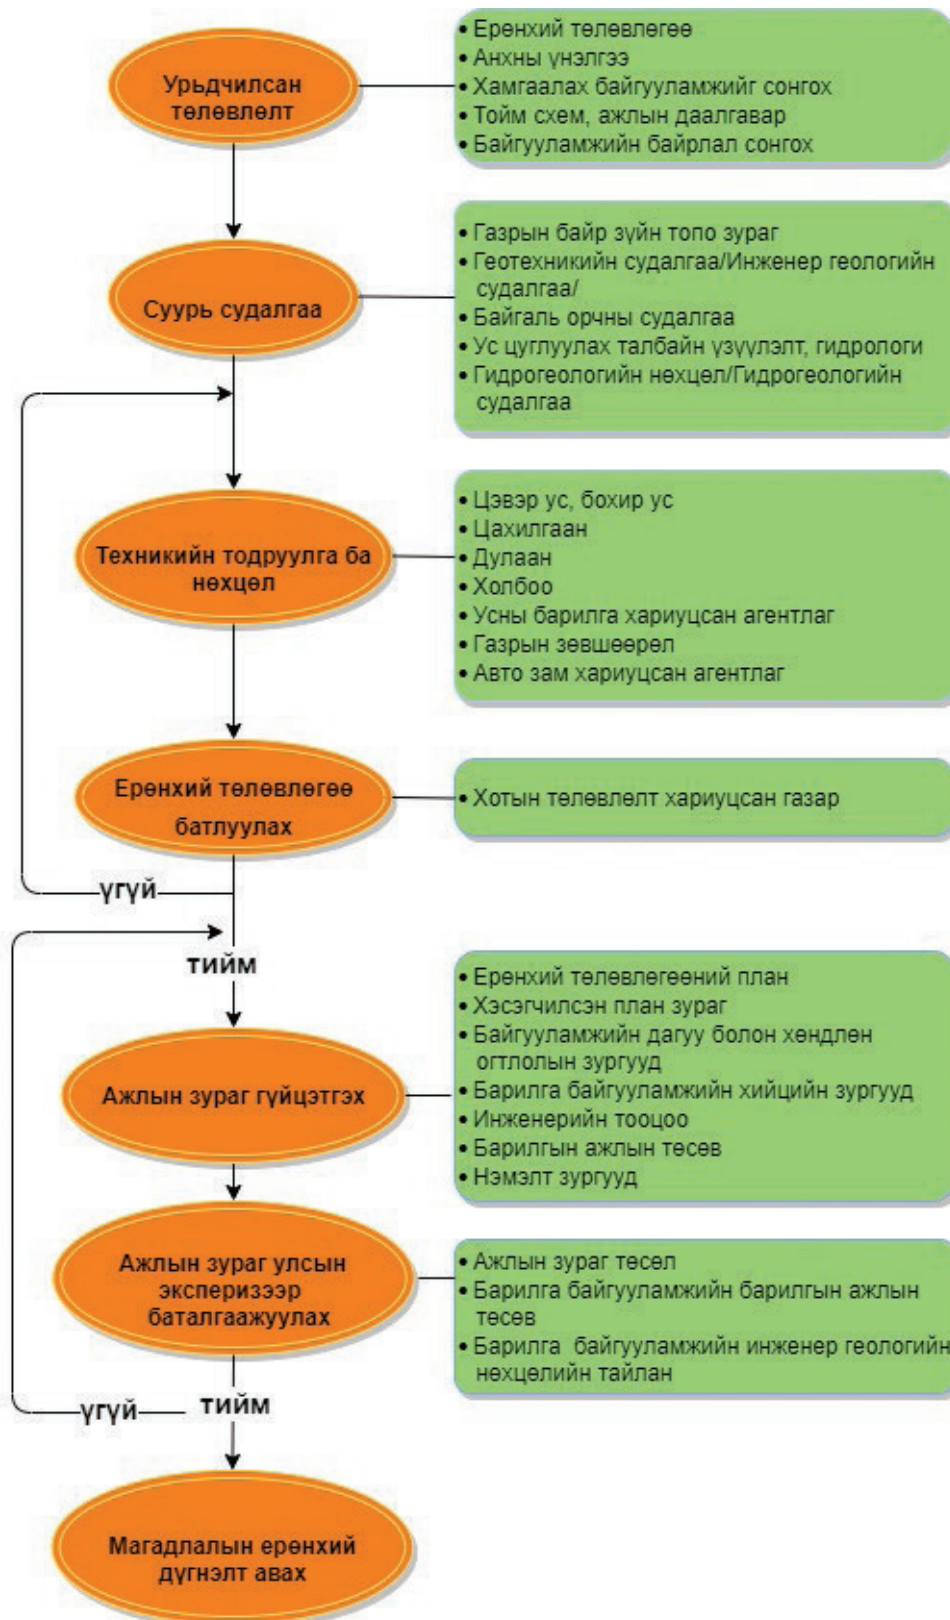 Урьдчилсан
төлөвлөлт
• Ерөнхий төлөвлөгөө
• Анхны үнэлгээ
• Хамгаалах байгууламжийг сонгох
• Тойм схем, ажлын даалгавар
• Байгууламжийн байрлал сонгох
Суурь судалгаа
• Газрын байр зүйн топо зураг
• Геотехникийн судалгаа/Инженер геологийн
судалгаа/
• Байгаль орчны судалгаа
• Ус цуглуулах талбайн үзүүлэлт, гидрологи
• Гидрогеологийн нөхцөл/Гидрогеологийн
судалгаа
Техникийн тодруулга ба
нөхцөл
• Цэвэр ус, бохир ус
• Цахилгаан
• Дулаан
• Холбоо
• Усны барилга хариуцсан агентлаг
• Газрын зөвшөөрөл
• Авто зам хариуцсан агентлаг
Ерөнхий төлөвлөгөө
батлуулах
• Хотын төлөвлөлт хариуцсан газар
үгүй
тийм
Ажлын зураг гүйцэтгэх
• Ерөнхий төлөвлөгөөний план
• Хэсэгчилсэн план зураг
• Байгууламжийн дагуу болон хөндлөн
огтлолын зургууд
• Барилга байгууламжийн хийцийн зургууд
• Инженерийн тооцоо
• Барилгын ажлын төсөв
• Нэмэлт зургууд
Ажлын зураг улсын
эксперизээр
баталгаажуулах
• Ажлын зураг төсөл
• Барилга байгууламжийн барилгын ажлын
төсөв
• Барилга байгууламжийн инженер геологийн
нөхцөлийн тайлан
үгүй
тийм
Магадлалын ерөнхий
дүгнэлт авах